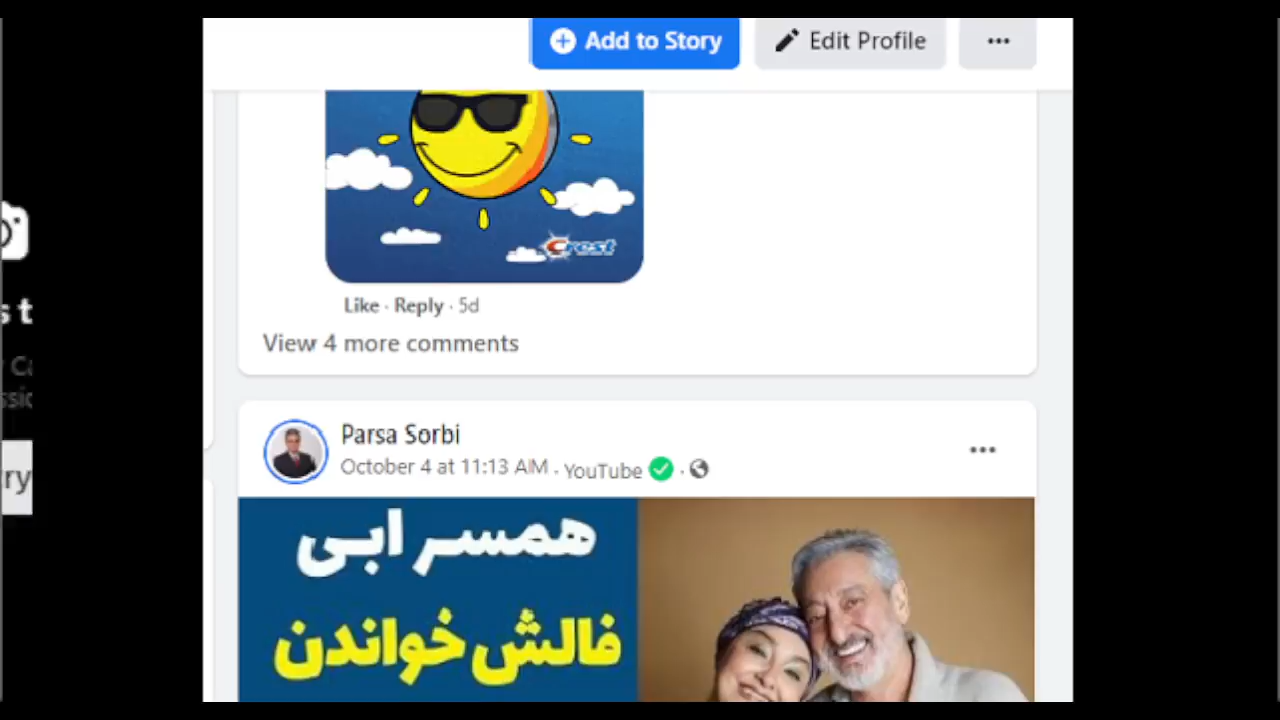 Add to Story
Edit Profile
Crest
Like · Reply · 5d
View 4 more comments
Parsa Sorbi
October 4 at 11:13 AM · YouTube
همسر ابی
فالش خواندن
s t
ry